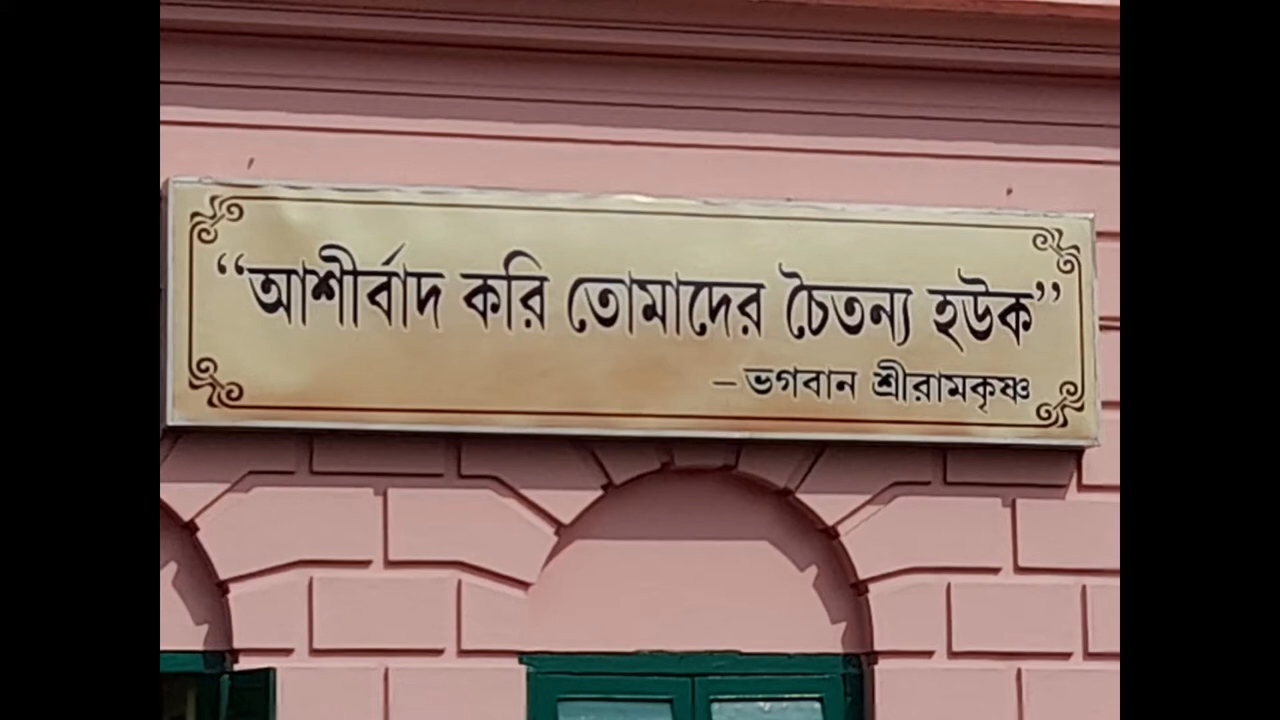 “আশীর্বাদ করি তোমাদের চৈতন্য হউক”
– ভগবান শ্রীরামকৃষ্ণ